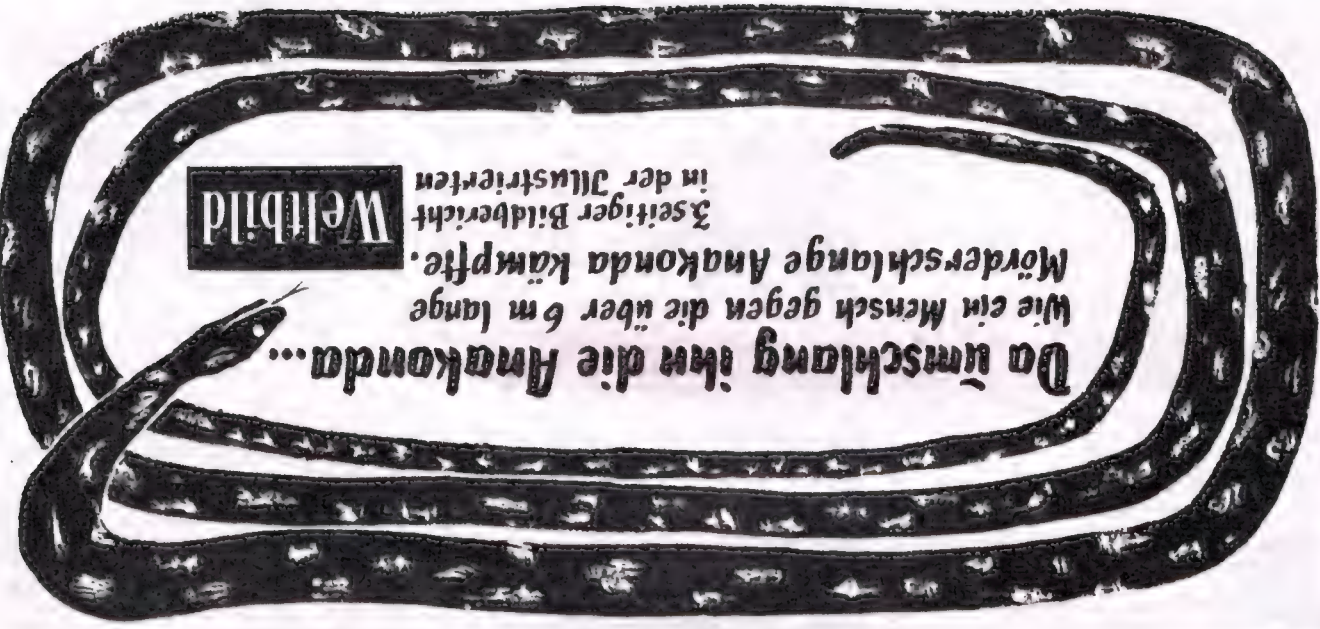 Da umschlang ihn die Anakonda...
Wie ein Mensch gegen die über 6 m lange
Mörderschlange Anakonda kämpfte.
3seitiger Bildbericht
in der Illustrierten
Weltbild